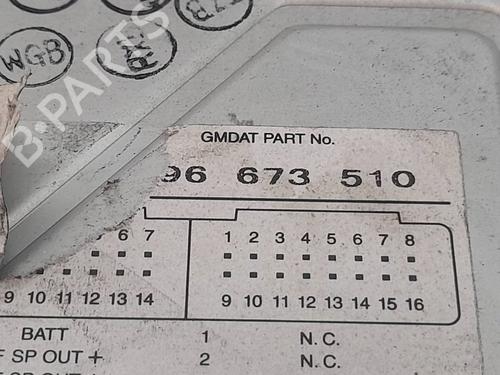 WGB
B-PARTS
GMDAT PART No.
96 673 510
6 7 1 2 3 4 5 6 7 8
9 10 11 12 13 14 9 10 11 12 13 14 15 16
BATT 1 N.C.
SP OUT + 2 N.C.